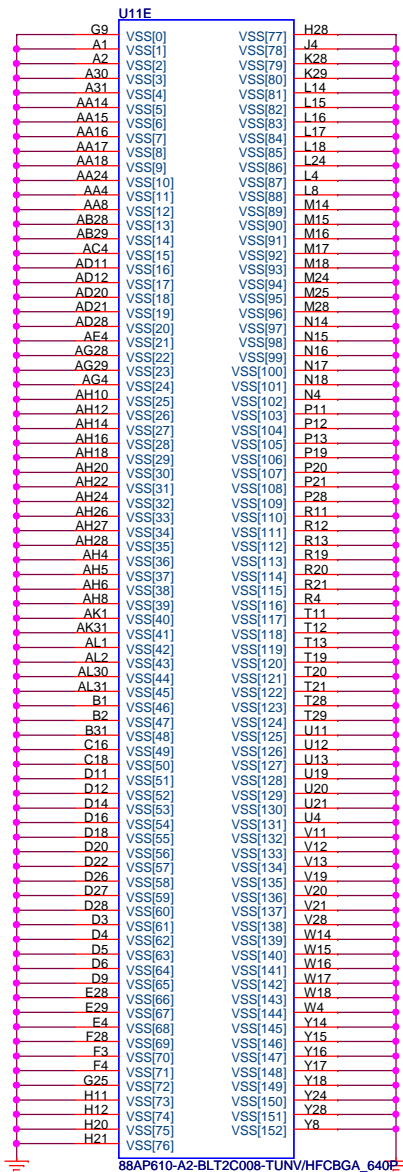 U11E
G9 VSS[0] VSS[77] H28
A1 VSS[1] VSS[78] J4
A2 VSS[2] VSS[79] K28
A30 VSS[3] VSS[80] K29
A31 VSS[4] VSS[81] L14
AA14 VSS[5] VSS[82] L15
AA15 VSS[6] VSS[83] L16
AA16 VSS[7] VSS[84] L17
AA17 VSS[8] VSS[85] L18
AA18 VSS[9] VSS[86] L24
AA24 VSS[10] VSS[87] L4
AA4 VSS[11] VSS[88] L8
AA8 VSS[12] VSS[89] M14
AB28 VSS[13] VSS[90] M15
AB29 VSS[14] VSS[91] M16
AC4 VSS[15] VSS[92] M17
AD11 VSS[16] VSS[93] M18
AD12 VSS[17] VSS[94] M24
AD20 VSS[18] VSS[95] M25
AD21 VSS[19] VSS[96] M28
AD28 VSS[20] VSS[97] N14
AE4 VSS[21] VSS[98] N15
AG28 VSS[22] VSS[99] N16
AG29 VSS[23] VSS[100] N17
AG4 VSS[24] VSS[101] N18
AH10 VSS[25] VSS[102] N4
AH12 VSS[26] VSS[103] P11
AH14 VSS[27] VSS[104] P12
AH16 VSS[28] VSS[105] P13
AH18 VSS[29] VSS[106] P19
AH20 VSS[30] VSS[107] P20
AH22 VSS[31] VSS[108] P21
AH24 VSS[32] VSS[109] P28
AH26 VSS[33] VSS[110] R11
AH27 VSS[34] VSS[111] R12
AH28 VSS[35] VSS[112] R13
AH4 VSS[36] VSS[113] R19
AH5 VSS[37] VSS[114] R20
AH6 VSS[38] VSS[115] R21
AH8 VSS[39] VSS[116] R4
AK1 VSS[40] VSS[117] T11
AK31 VSS[41] VSS[118] T12
AL1 VSS[42] VSS[119] T13
AL2 VSS[43] VSS[120] T19
AL30 VSS[44] VSS[121] T20
AL31 VSS[45] VSS[122] T21
B1 VSS[46] VSS[123] T28
B2 VSS[47] VSS[124] T29
B31 VSS[48] VSS[125] U11
C16 VSS[49] VSS[126] U12
C18 VSS[50] VSS[127] U13
D11 VSS[51] VSS[128] U19
D12 VSS[52] VSS[129] U20
D14 VSS[53] VSS[130] U21
D16 VSS[54] VSS[131] U4
D18 VSS[55] VSS[132] V11
D20 VSS[56] VSS[133] V12
D22 VSS[57] VSS[134] V13
D26 VSS[58] VSS[135] V19
D27 VSS[59] VSS[136] V20
D28 VSS[60] VSS[137] V21
D3 VSS[61] VSS[138] V28
D4 VSS[62] VSS[139] W14
D5 VSS[63] VSS[140] W15
D6 VSS[64] VSS[141] W16
D9 VSS[65] VSS[142] W17
E28 VSS[66] VSS[143] W18
E29 VSS[67] VSS[144] W4
E4 VSS[68] VSS[145] Y14
F28 VSS[69] VSS[146] Y15
F3 VSS[70] VSS[147] Y16
F4 VSS[71] VSS[148] Y17
G25 VSS[72] VSS[149] Y18
H11 VSS[73] VSS[150] Y24
H12 VSS[74] VSS[151] Y28
H20 VSS[75] VSS[152] Y8
H21 VSS[76]
88AP610-A2-BLT2C008-TUNV/HFCBGA_640P